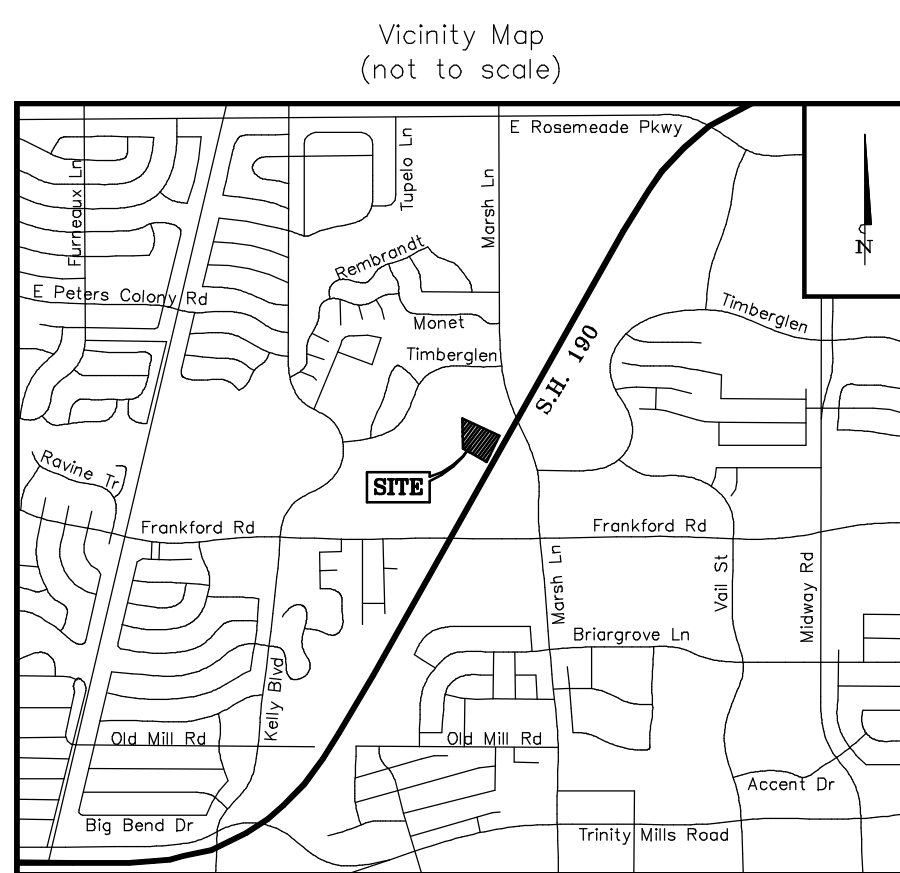 Vicinity Map
(not to scale)
E Rosemeade Pkwy
Tupelo Ln
Furneaux Ln
Marsh Ln
N
Rembrandt
E Peters Colony Rd
Timberglen
Monet
Timberglen
S.H. 190
Ravine Tr
SITE
Frankford Rd
Frankford Rd
Marsh Ln
Vail St
Midway Rd
Briargrove Ln
Kelly Blvd
Old Mill Rd
Old Mill Rd
Accent Dr
Big Bend Dr
Trinity Mills Road